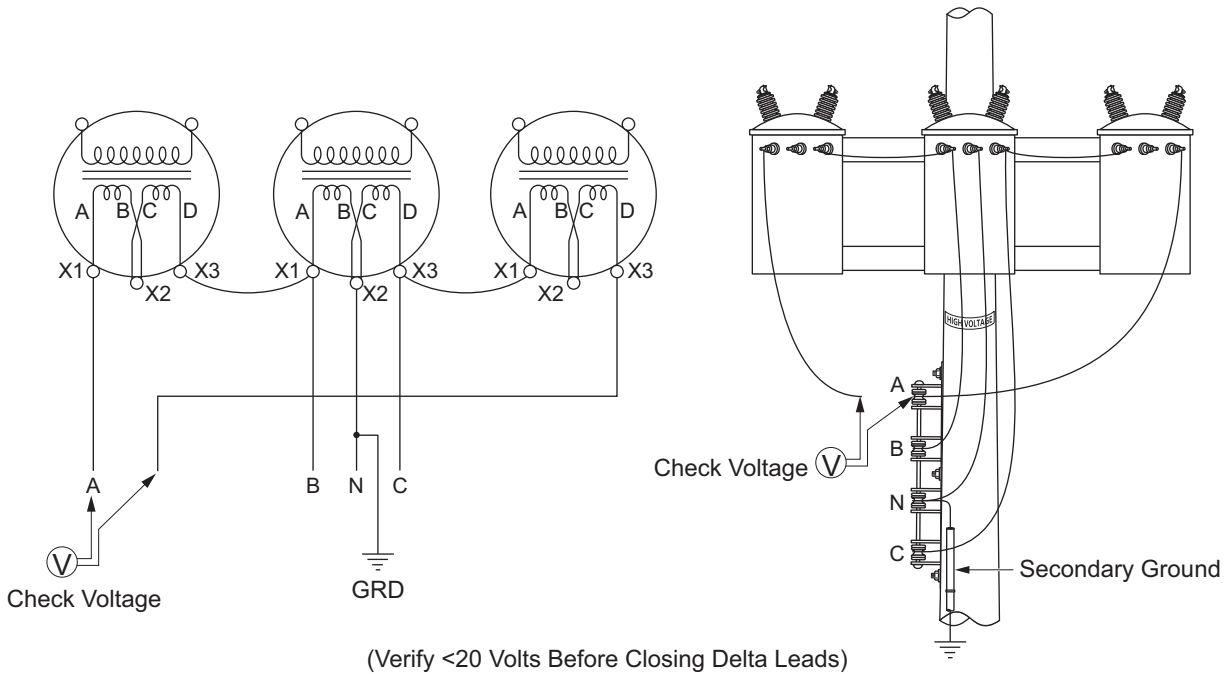 A B C D
A B C D
A B C D
X1 X3
X2
X1 X3
X2
X1 X3
X2
A
B N C
V
Check Voltage
GRD
HIGH VOLTAGE
A
B
N
C
Check Voltage V
Secondary Ground
(Verify <20 Volts Before Closing Delta Leads)